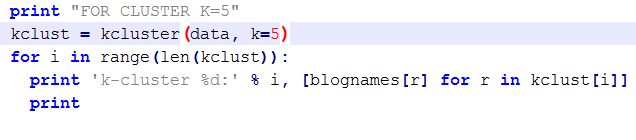 print "FOR CLUSTER K=5"
kclust = kcluster(data, k=5)
for i in range(len(kclust)):
  print 'k-cluster %d:' % i, [blognames[r] for r in kclust[i]]
  print